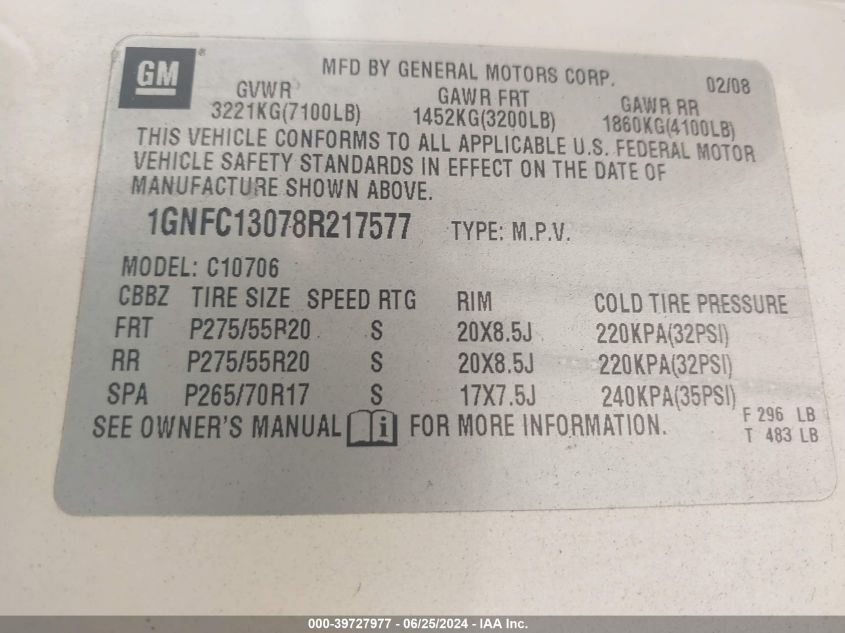 GM ®
MFD BY GENERAL MOTORS CORP. 02/08
GVWR GAWR FRT GAWR RR
3221KG(7100LB) 1452KG(3200LB) 1860KG(4100LB)
THIS VEHICLE CONFORMS TO ALL APPLICABLE U.S. FEDERAL MOTOR
VEHICLE SAFETY STANDARDS IN EFFECT ON THE DATE OF
MANUFACTURE SHOWN ABOVE.
1GNFC13078R217577 TYPE: M.P.V.
MODEL: C10706
CBBZ TIRE SIZE SPEED RTG RIM COLD TIRE PRESSURE
FRT P275/55R20 S 20X8.5J 220KPA(32PSI)
RR P275/55R20 S 20X8.5J 220KPA(32PSI)
SPA P265/70R17 S 17X7.5J 240KPA(35PSI)
F 296 LB
SEE OWNER'S MANUAL i FOR MORE INFORMATION.
T 483 LB
000-39727977 - 06/25/2024 - IAA Inc.